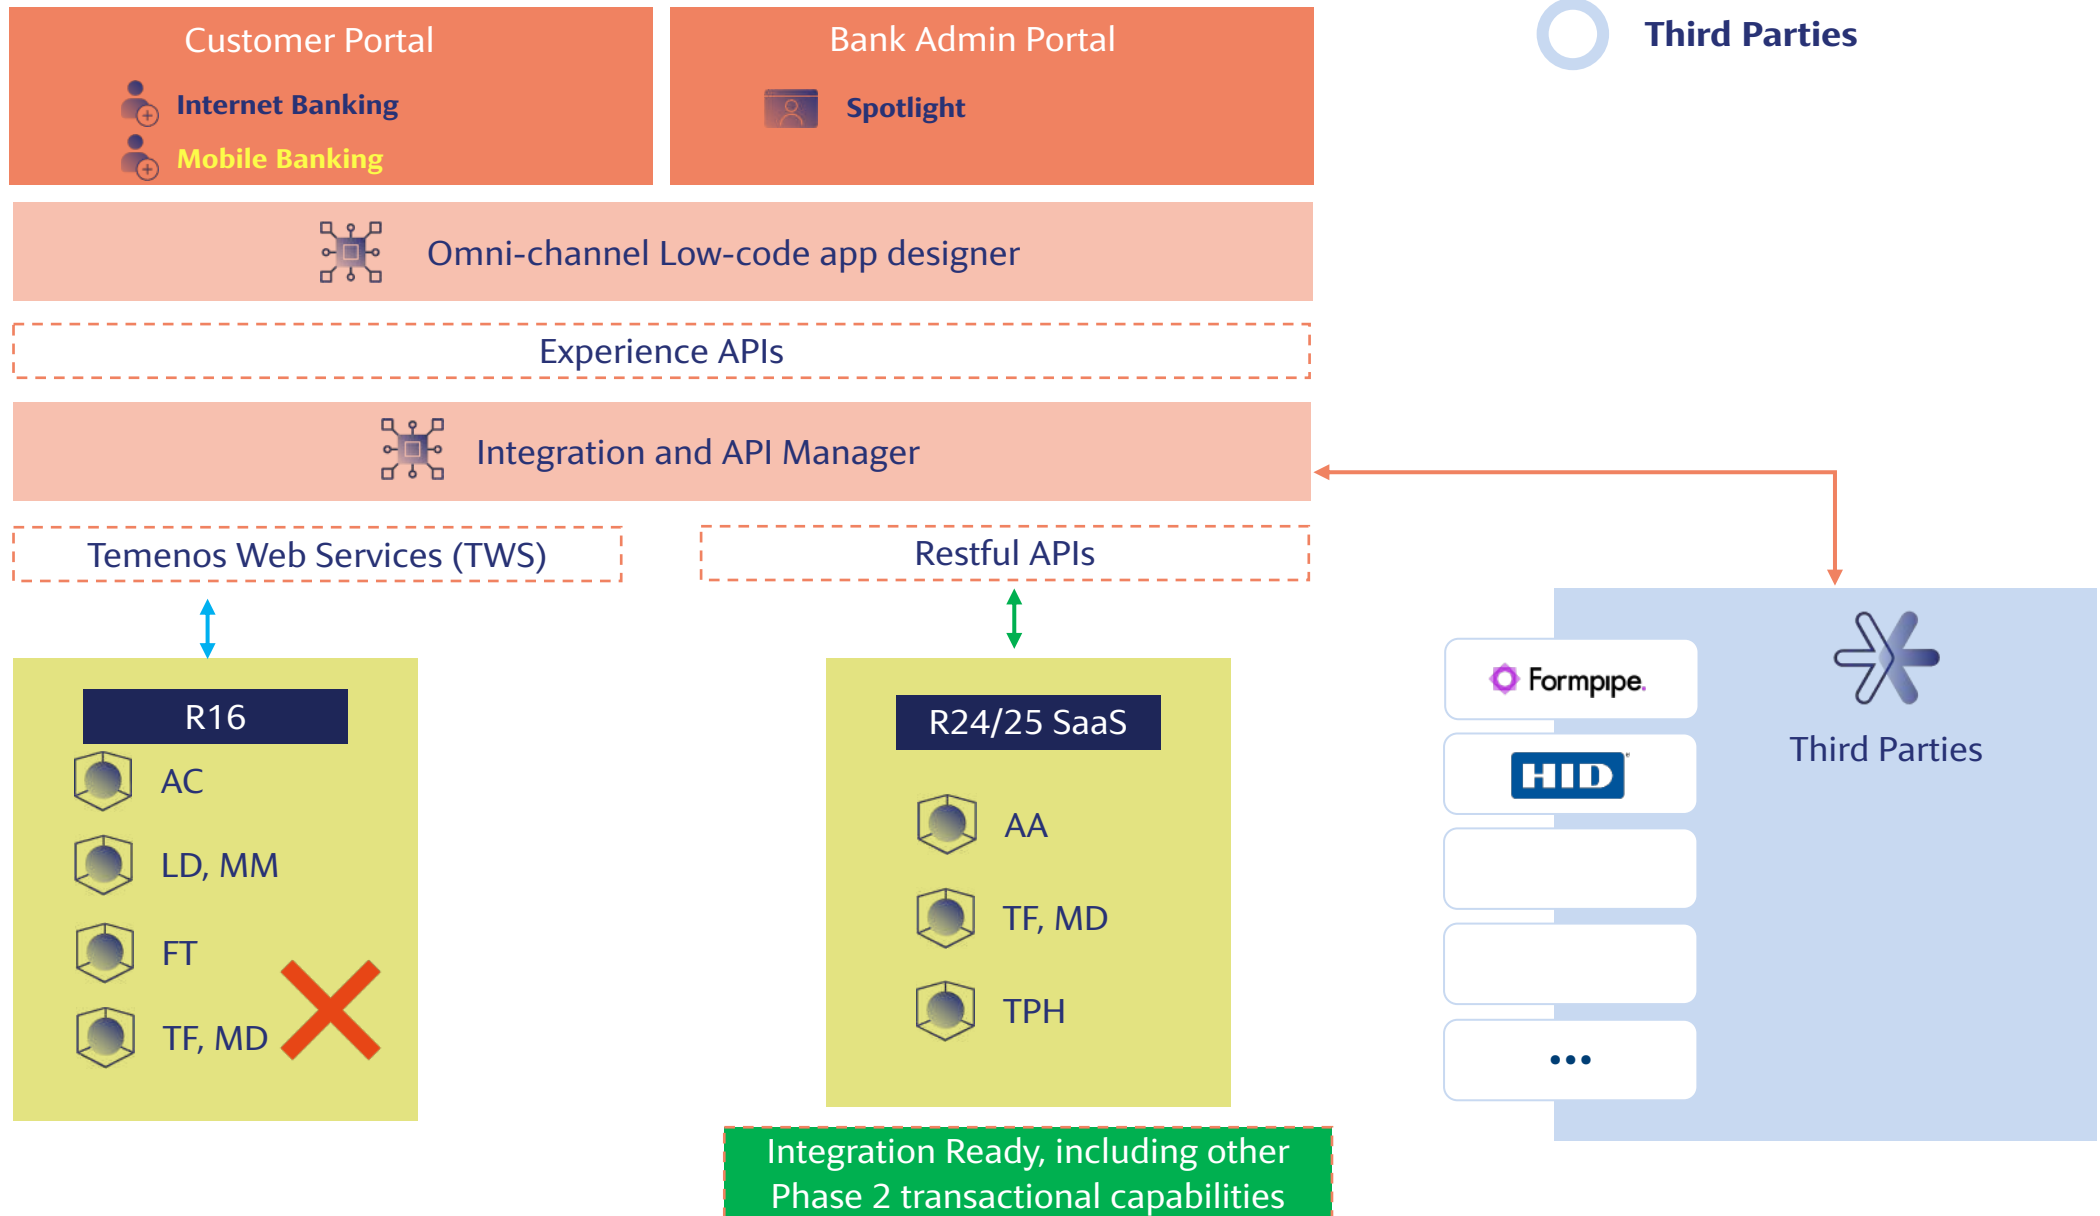 Customer Portal
Internet Banking
Mobile Banking
Bank Admin Portal
Spotlight
Third Parties
Omni-channel Low-code app designer
Experience APIs
Integration and API Manager
Temenos Web Services (TWS)
Restful APIs
R16
AC
LD, MM
FT
TF, MD
R24/25 SaaS
AA
TF, MD
TPH
Integration Ready, including other
Phase 2 transactional capabilities
Formpipe.
HID
•••
Third Parties